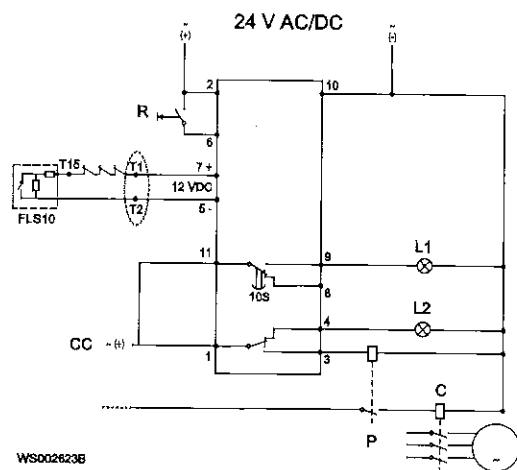 24 V AC/DC
~
(+)
~
(-)
2
10
R
6
T15
T1
7 +
12 VDC
T2
5 -
FLS10
11
9
L1
10S
8
4
L2
CC
~ (+)
1
3
C
P
~
WS002623B